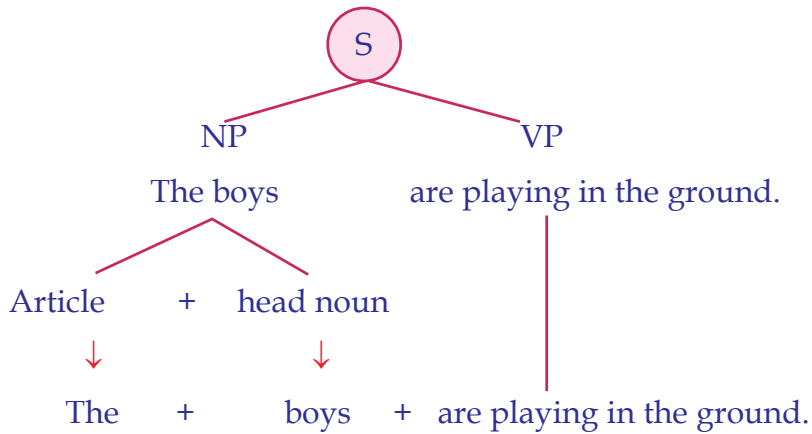 S
NP VP
The boys are playing in the ground.
Article + head noun
↓ ↓
The + boys + are playing in the ground.